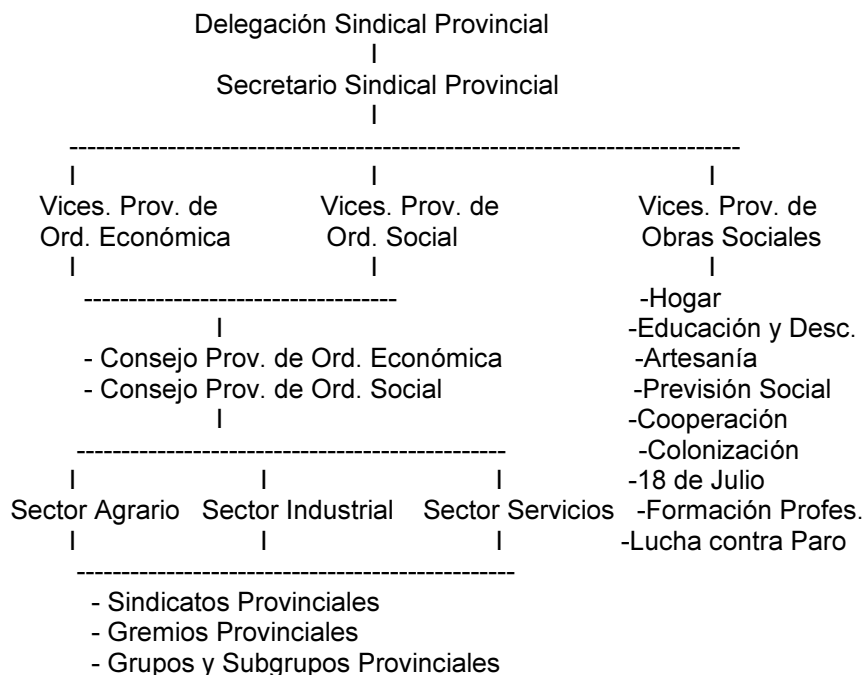 Delegación Sindical Provincial
I
Secretario Sindical Provincial
I
---------------------------------------------------------------------------
I I I
Vices. Prov. de Vices. Prov. de Vices. Prov. de
Ord. Económica Ord. Social Obras Sociales
I I I
----------------------------------- -Hogar
I -Educación y Desc.
- Consejo Prov. de Ord. Económica -Artesanía
- Consejo Prov. de Ord. Social -Previsión Social
I -Cooperación
------------------------------------------------ -Colonización
I I I -18 de Julio
Sector Agrario Sector Industrial Sector Servicios -Formación Profes.
I I I -Lucha contra Paro
-------------------------------------------------
- Sindicatos Provinciales
- Gremios Provinciales
- Grupos y Subgrupos Provinciales